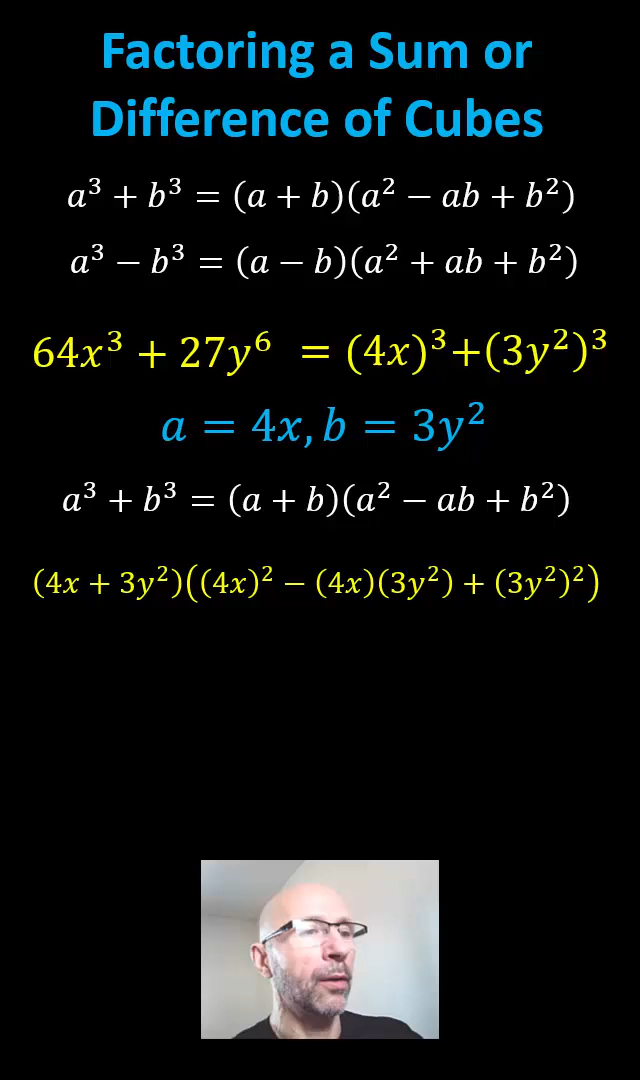 Factoring a Sum or
Difference of Cubes
a³ + b³ = (a + b)(a² − ab + b²)
a³ − b³ = (a − b)(a² + ab + b²)
64x³ + 27y⁶ = (4x)³+(3y²)³
a = 4x, b = 3y²
a³ + b³ = (a + b)(a² − ab + b²)
(4x + 3y²)((4x)² − (4x)(3y²) + (3y²)²)